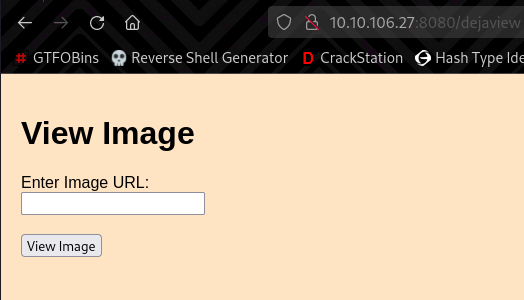 10.10.106.27:8080/dejaview
GTFOBins Reverse Shell Generator CrackStation Hash Type Ide
View Image
Enter Image URL:
View Image